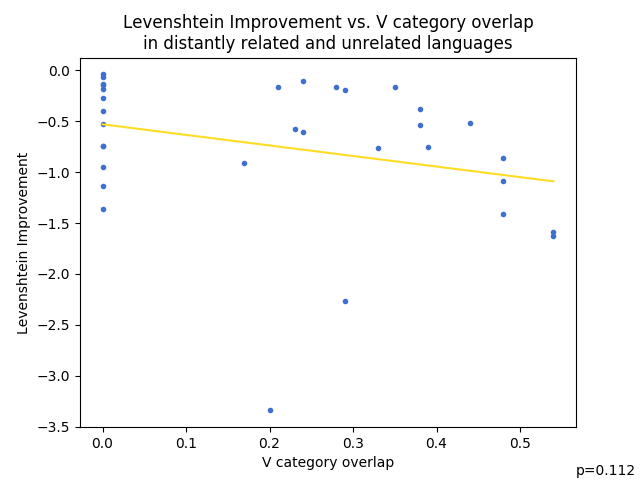 Levenshtein Improvement vs. V category overlap
in distantly related and unrelated languages
Levenshtein Improvement
0.0
−0.5
−1.0
−1.5
−2.0
−2.5
−3.0
−3.5
0.0 0.1 0.2 0.3 0.4 0.5
V category overlap
p=0.112